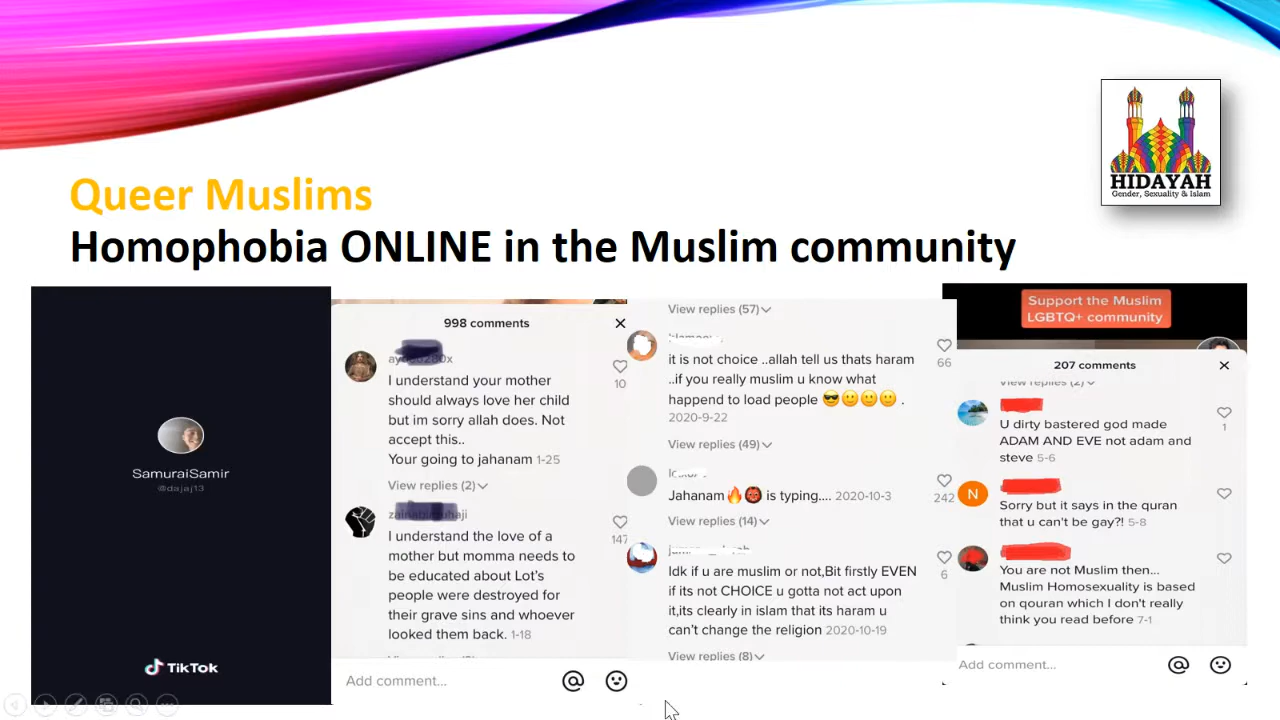 HIDAYAH
Gender, Sexuality & Islam
Queer Muslims
Homophobia ONLINE in the Muslim community
SamuraiSamir
@dajaj13
TikTok
998 comments
I understand your mother
should always love her child
but im sorry allah does. Not
accept this..
Your going to jahanam 1-25
10
View replies (2)
I understand the love of a
mother but momma needs to
be educated about Lot's
people were destroyed for
their grave sins and whoever
looked them back. 1-18
147
Add comment...
View replies (57)
it is not choice ..allah tell us thats haram
..if you really muslim u know what
happend to load people 😎🙂🙂🙂 .
2020-9-22
66
View replies (49)
Jahanam🔥👹 is typing.... 2020-10-3
242
View replies (14)
Idk if u are muslim or not,Bit firstly EVEN
if its not CHOICE u gotta not act upon
it,its clearly in islam that its haram u
can't change the religion 2020-10-19
6
View replies (8)
Support the Muslim
LGBTQ+ community
207 comments
View replies (2)
U dirty bastered god made
ADAM AND EVE not adam and
steve 5-6
1
N
Sorry but it says in the quran
that u can't be gay?! 5-8
You are not Muslim then...
Muslim Homosexuality is based
on qouran which I don't really
think you read before 7-1
Add comment...